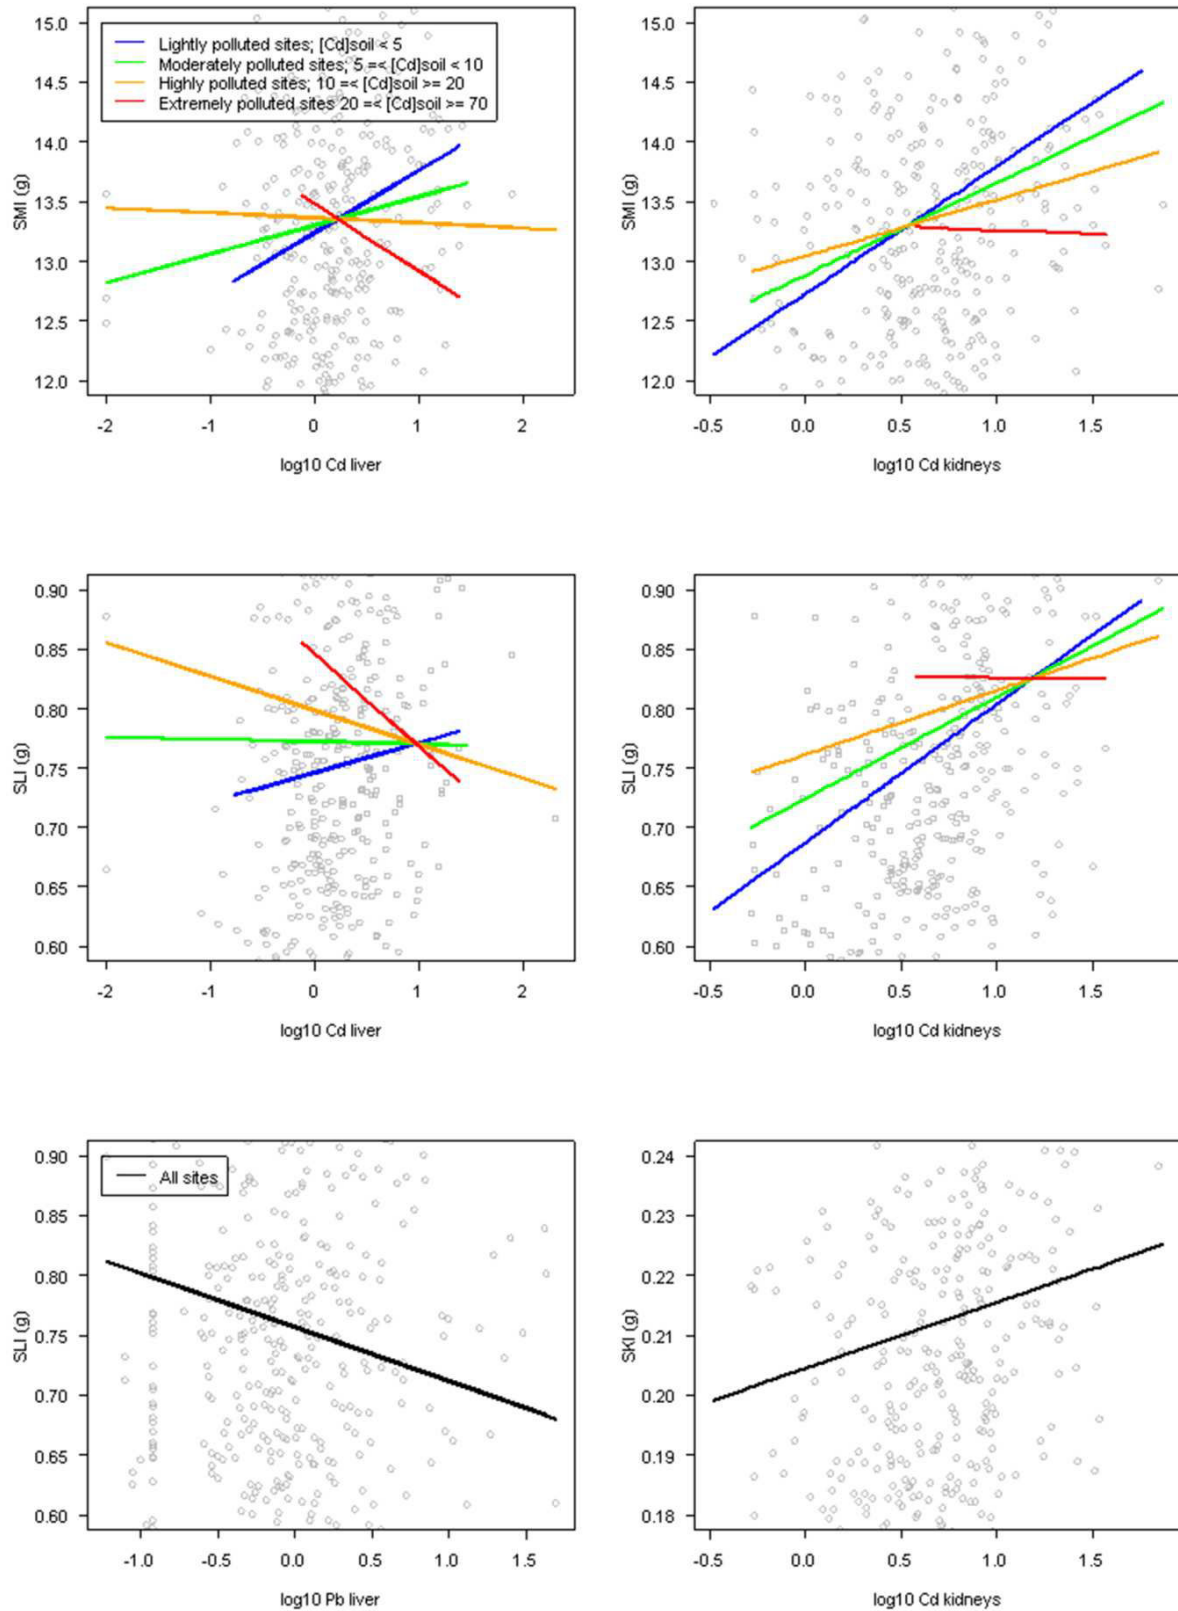 15.0
14.5
14.0
13.5
13.0
12.5
12.0
SMI (g)
Lightly polluted sites; [Cd]soil < 5
Moderately polluted sites; 5 =< [Cd]soil < 10
Highly polluted sites; 10 =< [Cd]soil >= 20
Extremely polluted sites 20 =< [Cd]soil >= 70
-2 -1 0 1 2
log10 Cd liver
15.0
14.5
14.0
13.5
13.0
12.5
12.0
SMI (g)
-0.5 0.0 0.5 1.0 1.5
log10 Cd kidneys
0.90
0.85
0.80
0.75
0.70
0.65
0.60
SLI (g)
-2 -1 0 1 2
log10 Cd liver
0.90
0.85
0.80
0.75
0.70
0.65
0.60
SLI (g)
-0.5 0.0 0.5 1.0 1.5
log10 Cd kidneys
0.90
0.85
0.80
0.75
0.70
0.65
0.60
SLI (g)
All sites
-1.0 -0.5 0.0 0.5 1.0 1.5
log10 Pb liver
0.24
0.23
0.22
0.21
0.20
0.19
0.18
SKI (g)
-0.5 0.0 0.5 1.0 1.5
log10 Cd kidneys